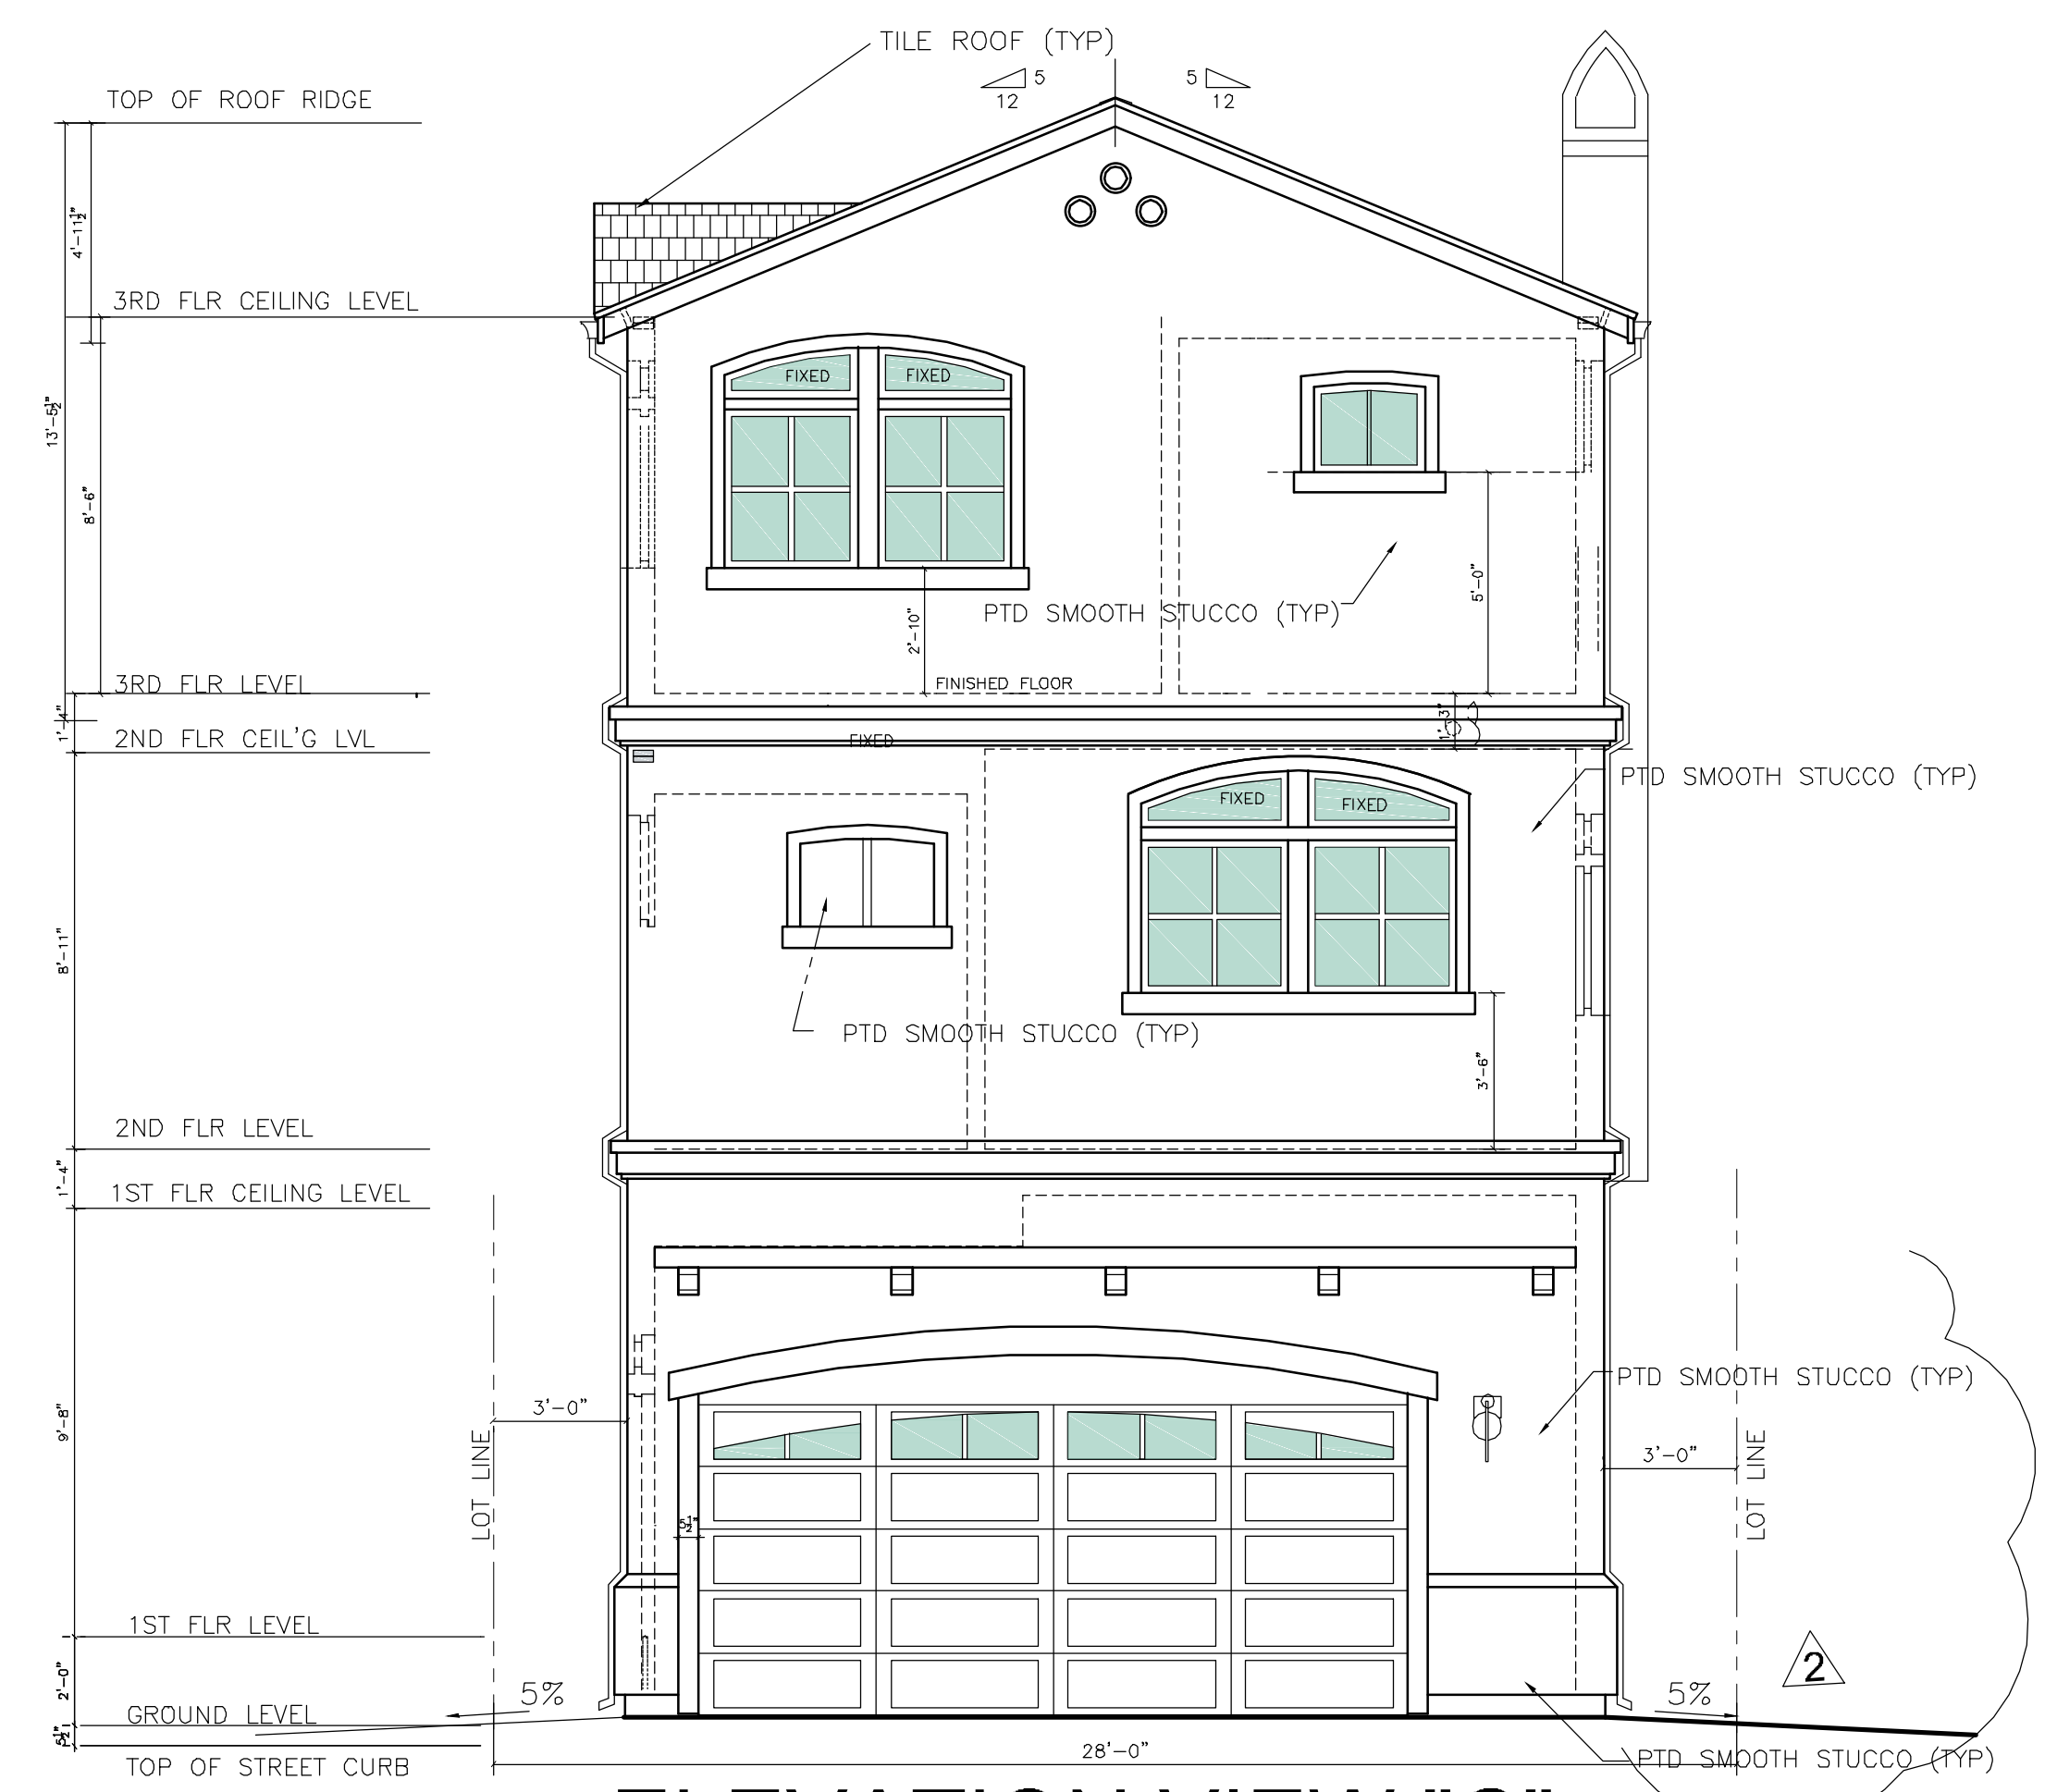 TILE ROOF (TYP)
5
12
5
12
TOP OF ROOF RIDGE
4'-11½"
3RD FLR CEILING LEVEL
FIXED
FIXED
13'-5½"
8'-6"
5'-0"
PTD SMOOTH STUCCO (TYP)
2'-10"
3RD FLR LEVEL
FINISHED FLOOR
1'-4"
1'-3"
2ND FLR CEIL'G LVL
FIXED
PTD SMOOTH STUCCO (TYP)
FIXED
FIXED
8'-11"
PTD SMOOTH STUCCO (TYP)
3'-6"
2ND FLR LEVEL
1'-4"
1ST FLR CEILING LEVEL
PTD SMOOTH STUCCO (TYP)
9'-8"
3'-0"
3'-0"
LOT LINE
LOT LINE
5½"
1ST FLR LEVEL
2
2'-0"
5%
5%
GROUND LEVEL
5½"
28'-0"
TOP OF STREET CURB
PTD SMOOTH STUCCO (TYP)